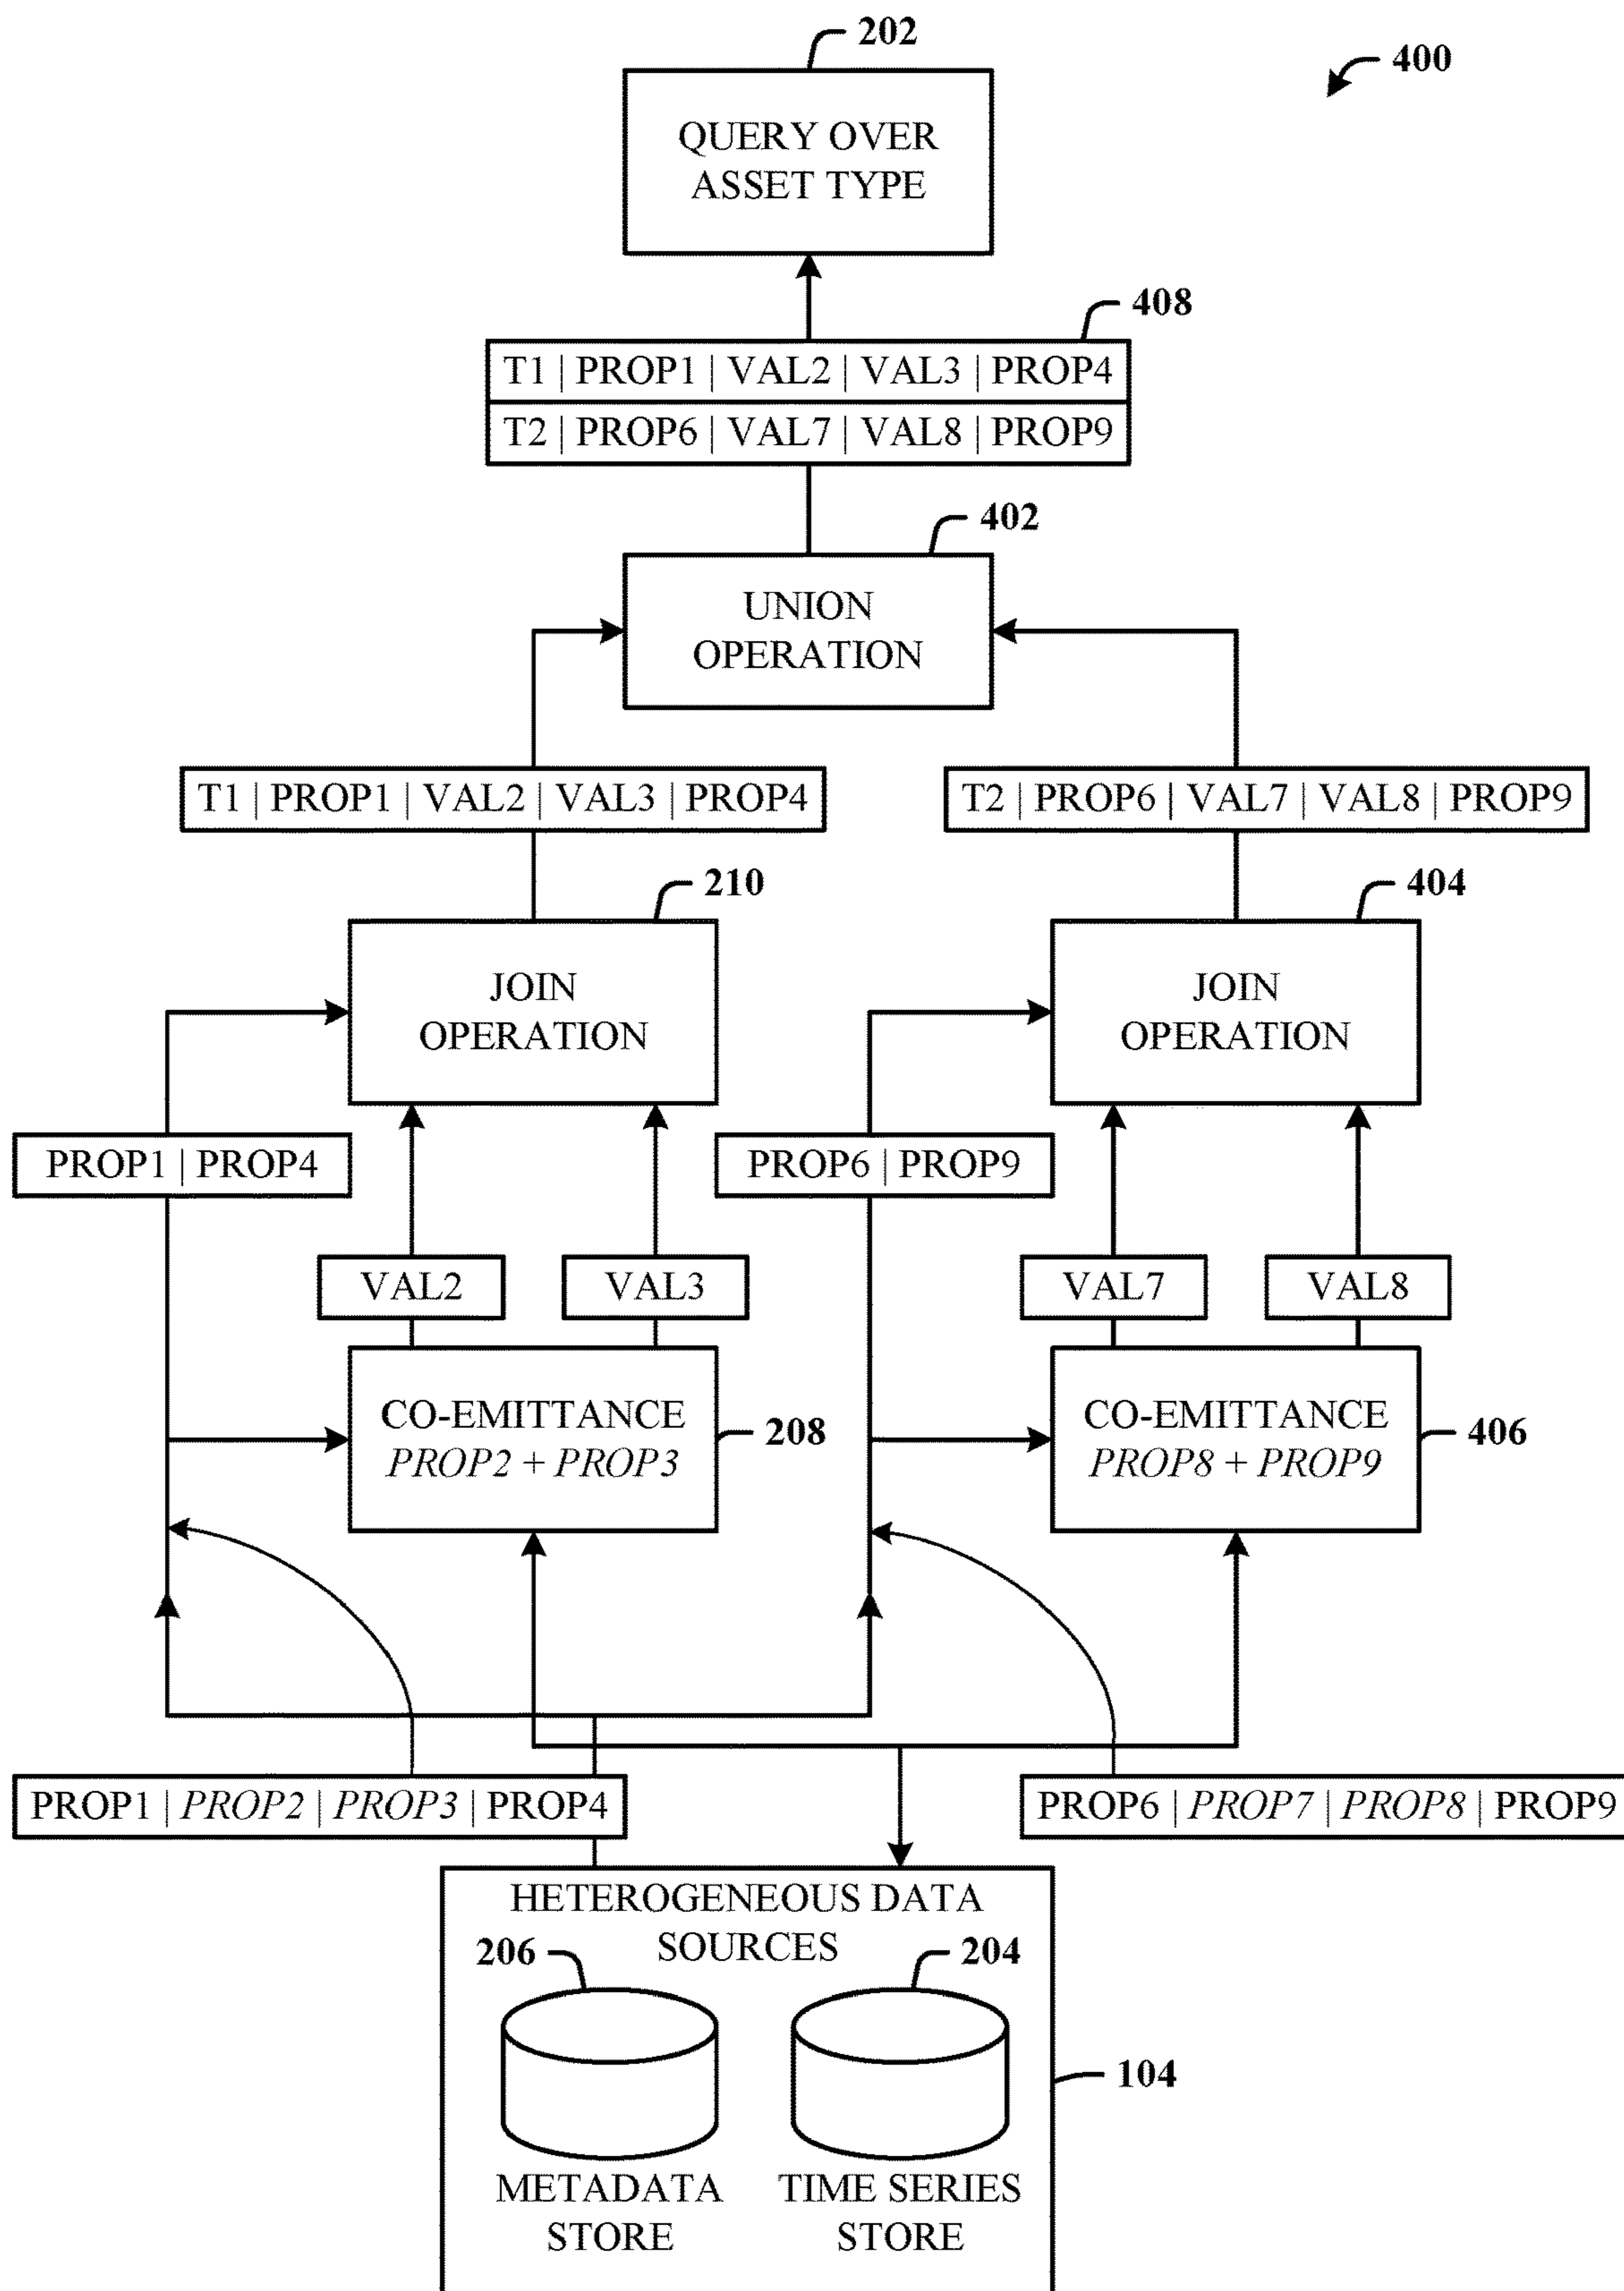 202
400
QUERY OVER
ASSET TYPE
408
T1 | PROP1 | VAL2 | VAL3 | PROP4
T2 | PROP6 | VAL7 | VAL8 | PROP9
402
UNION
OPERATION
T1 | PROP1 | VAL2 | VAL3 | PROP4
T2 | PROP6 | VAL7 | VAL8 | PROP9
210
404
JOIN
OPERATION
JOIN
OPERATION
PROP1 | PROP4
PROP6 | PROP9
VAL2
VAL3
VAL7
VAL8
CO-EMITTANCE
PROP2 + PROP3
208
CO-EMITTANCE
PROP8 + PROP9
406
PROP1 | PROP2 | PROP3 | PROP4
PROP6 | PROP7 | PROP8 | PROP9
HETEROGENEOUS DATA
SOURCES
206
204
104
METADATA
STORE
TIME SERIES
STORE